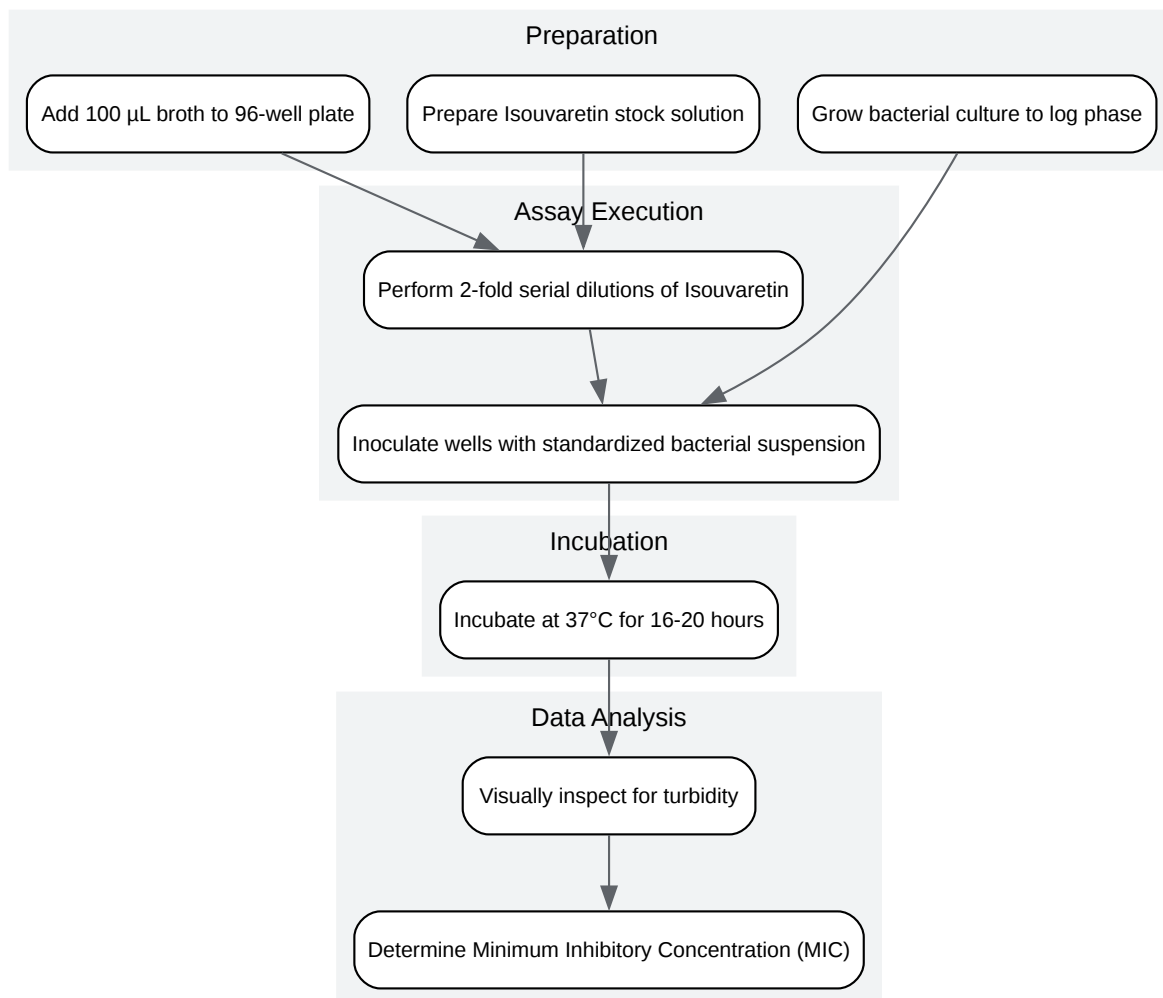 Preparation
Add 100 µL broth to 96-well plate
Prepare Isouvaretin stock solution
Grow bacterial culture to log phase
Assay Execution
Perform 2-fold serial dilutions of Isouvaretin
Inoculate wells with standardized bacterial suspension
Incubation
Incubate at 37°C for 16-20 hours
Data Analysis
Visually inspect for turbidity
Determine Minimum Inhibitory Concentration (MIC)